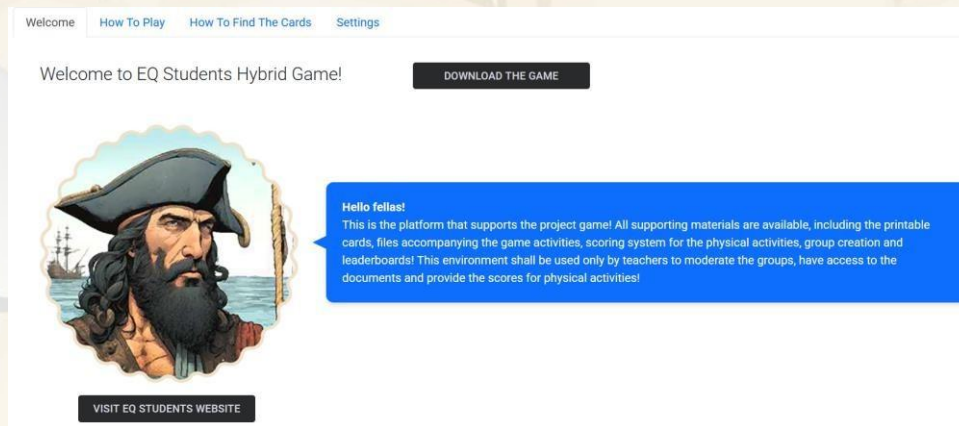 Welcome How To Play How To Find The Cards Settings
Welcome to EQ Students Hybrid Game! DOWNLOAD THE GAME
Hello fellas!
This is the platform that supports the project game! All supporting materials are available, including the printable
cards, files accompanying the game activities, scoring system for the physical activities, group creation and
leaderboards! This environment shall be used only by teachers to moderate the groups, have access to the
documents and provide the scores for physical activities!
VISIT EQ STUDENTS WEBSITE